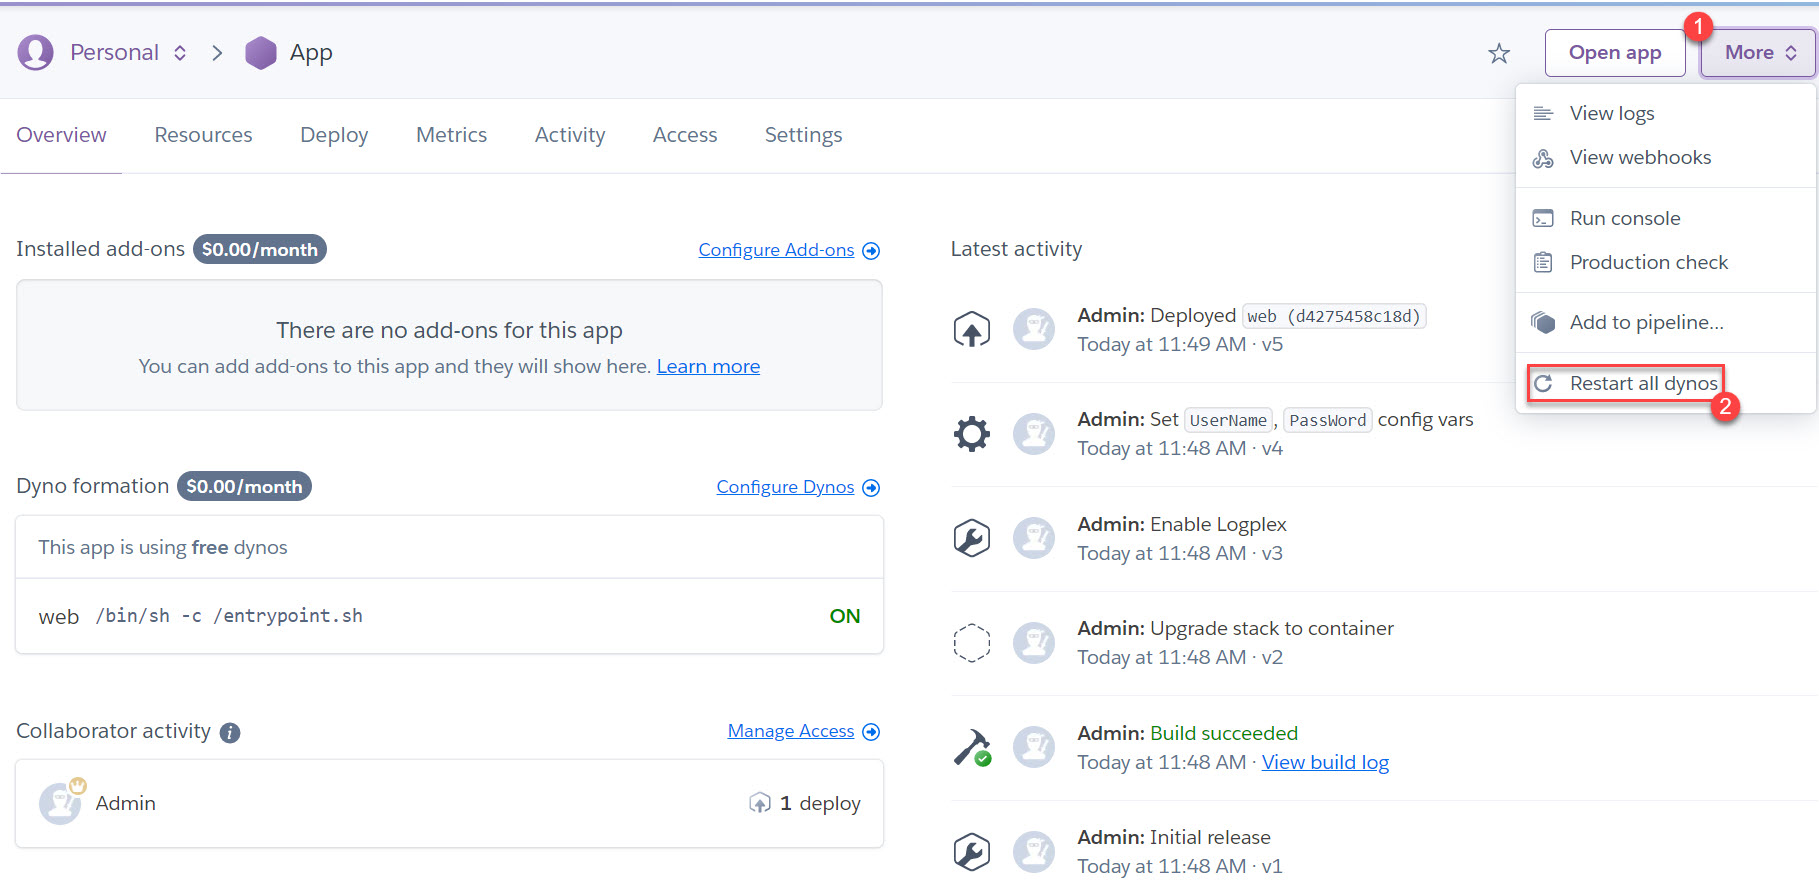 Personal
App
Open app
1
More
View logs
View webhooks
Run console
Production check
Add to pipeline...
Restart all dynos
2
Overview
Resources
Deploy
Metrics
Activity
Access
Settings
Installed add-ons $0.00/month
Configure Add-ons
There are no add-ons for this app
You can add add-ons to this app and they will show here. Learn more
Dyno formation $0.00/month
Configure Dynos
This app is using free dynos
web /bin/sh -c /entrypoint.sh ON
Collaborator activity i
Manage Access
Admin
1 deploy
Latest activity
Admin: Deployed web (d4275458c18d)
Today at 11:49 AM · v5
Admin: Set UserName, PassWord config vars
Today at 11:48 AM · v4
Admin: Enable Logplex
Today at 11:48 AM · v3
Admin: Upgrade stack to container
Today at 11:48 AM · v2
Admin: Build succeeded
Today at 11:48 AM · View build log
Admin: Initial release
Today at 11:48 AM · v1